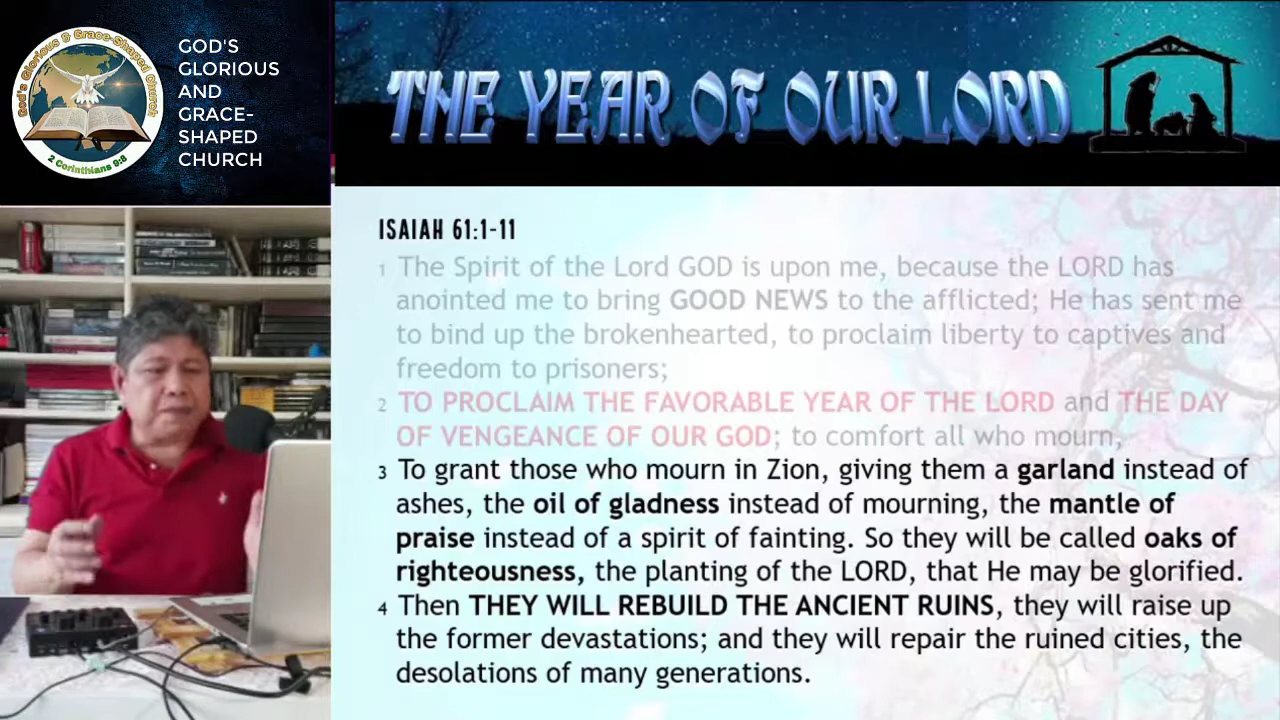 God's Glorious & Grace-Shaped Church
2 Corinthians 9:8
GOD'S
GLORIOUS
AND
GRACE-
SHAPED
CHURCH
THE YEAR OF OUR LORD
ISAIAH 61:1-11
1 The Spirit of the Lord GOD is upon me, because the LORD has
anointed me to bring GOOD NEWS to the afflicted; He has sent me
to bind up the brokenhearted, to proclaim liberty to captives and
freedom to prisoners;
2 TO PROCLAIM THE FAVORABLE YEAR OF THE LORD and THE DAY
OF VENGEANCE OF OUR GOD; to comfort all who mourn,
3 To grant those who mourn in Zion, giving them a garland instead of
ashes, the oil of gladness instead of mourning, the mantle of
praise instead of a spirit of fainting. So they will be called oaks of
righteousness, the planting of the LORD, that He may be glorified.
4 Then THEY WILL REBUILD THE ANCIENT RUINS, they will raise up
the former devastations; and they will repair the ruined cities, the
desolations of many generations.